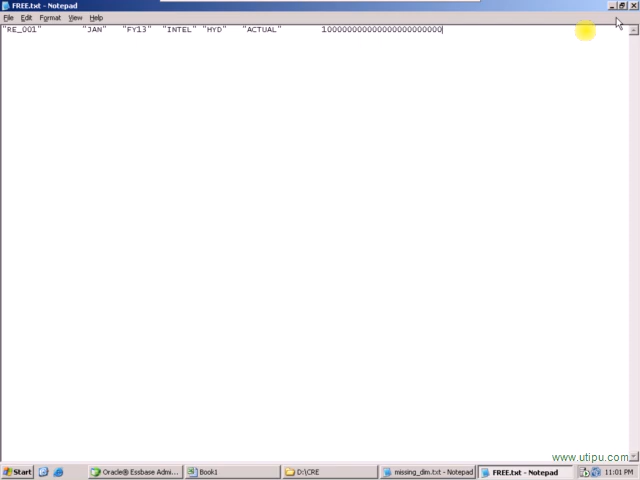 FREE.txt - Notepad
File Edit Format View Help
"RE_001" "JAN" "FY13" "INTEL" "HYD" "ACTUAL" 1000000000000000000000000
www.utipu.com
Start Oracle® Essbase Admi... Book1 D:\CRE missing_dim.txt - Notepad FREE.txt - Notepad 11:01 PM